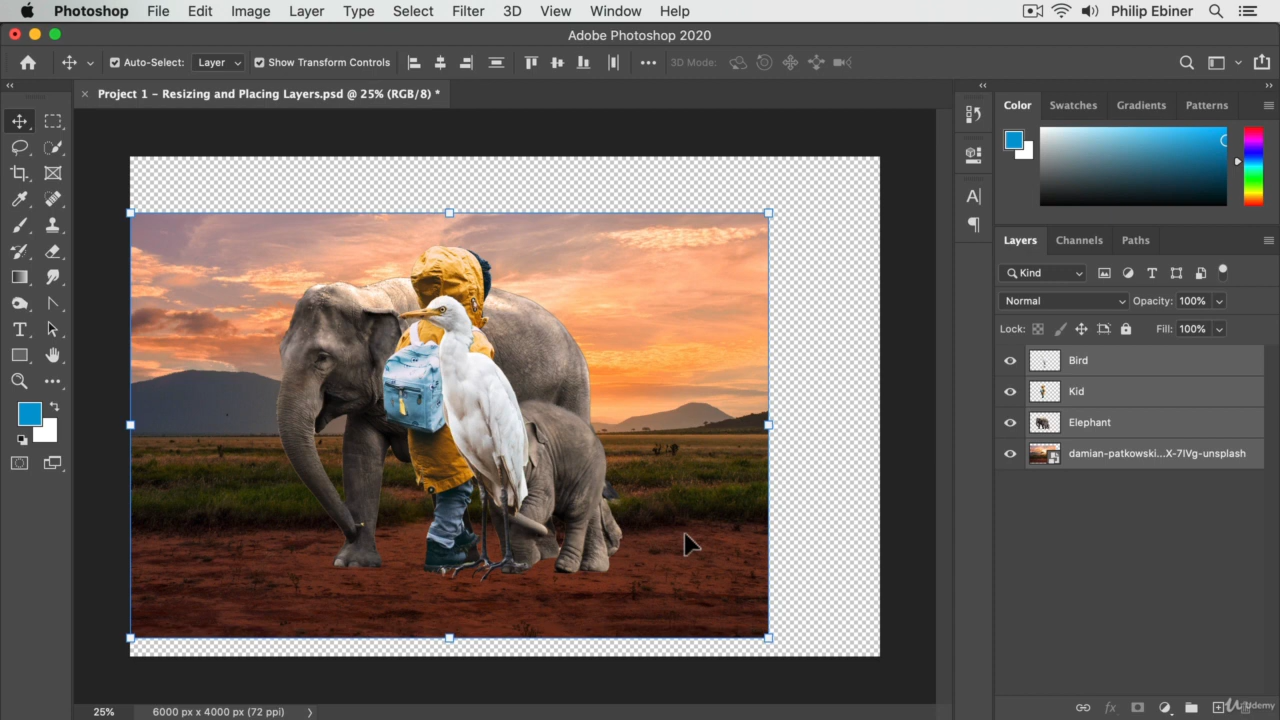 Photoshop File Edit Image Layer Type Select Filter 3D View Window Help Philip Ebiner
Adobe Photoshop 2020
Auto-Select: Layer Show Transform Controls 3D Mode:
Project 1 – Resizing and Placing Layers.psd @ 25% (RGB/8) *
Color Swatches Gradients Patterns
Layers Channels Paths
Kind
Normal Opacity: 100%
Lock: Fill: 100%
Bird
Kid
Elephant
damian-patkowski...X-7IVg-unsplash
25% 6000 px x 4000 px (72 ppi)
Udemy